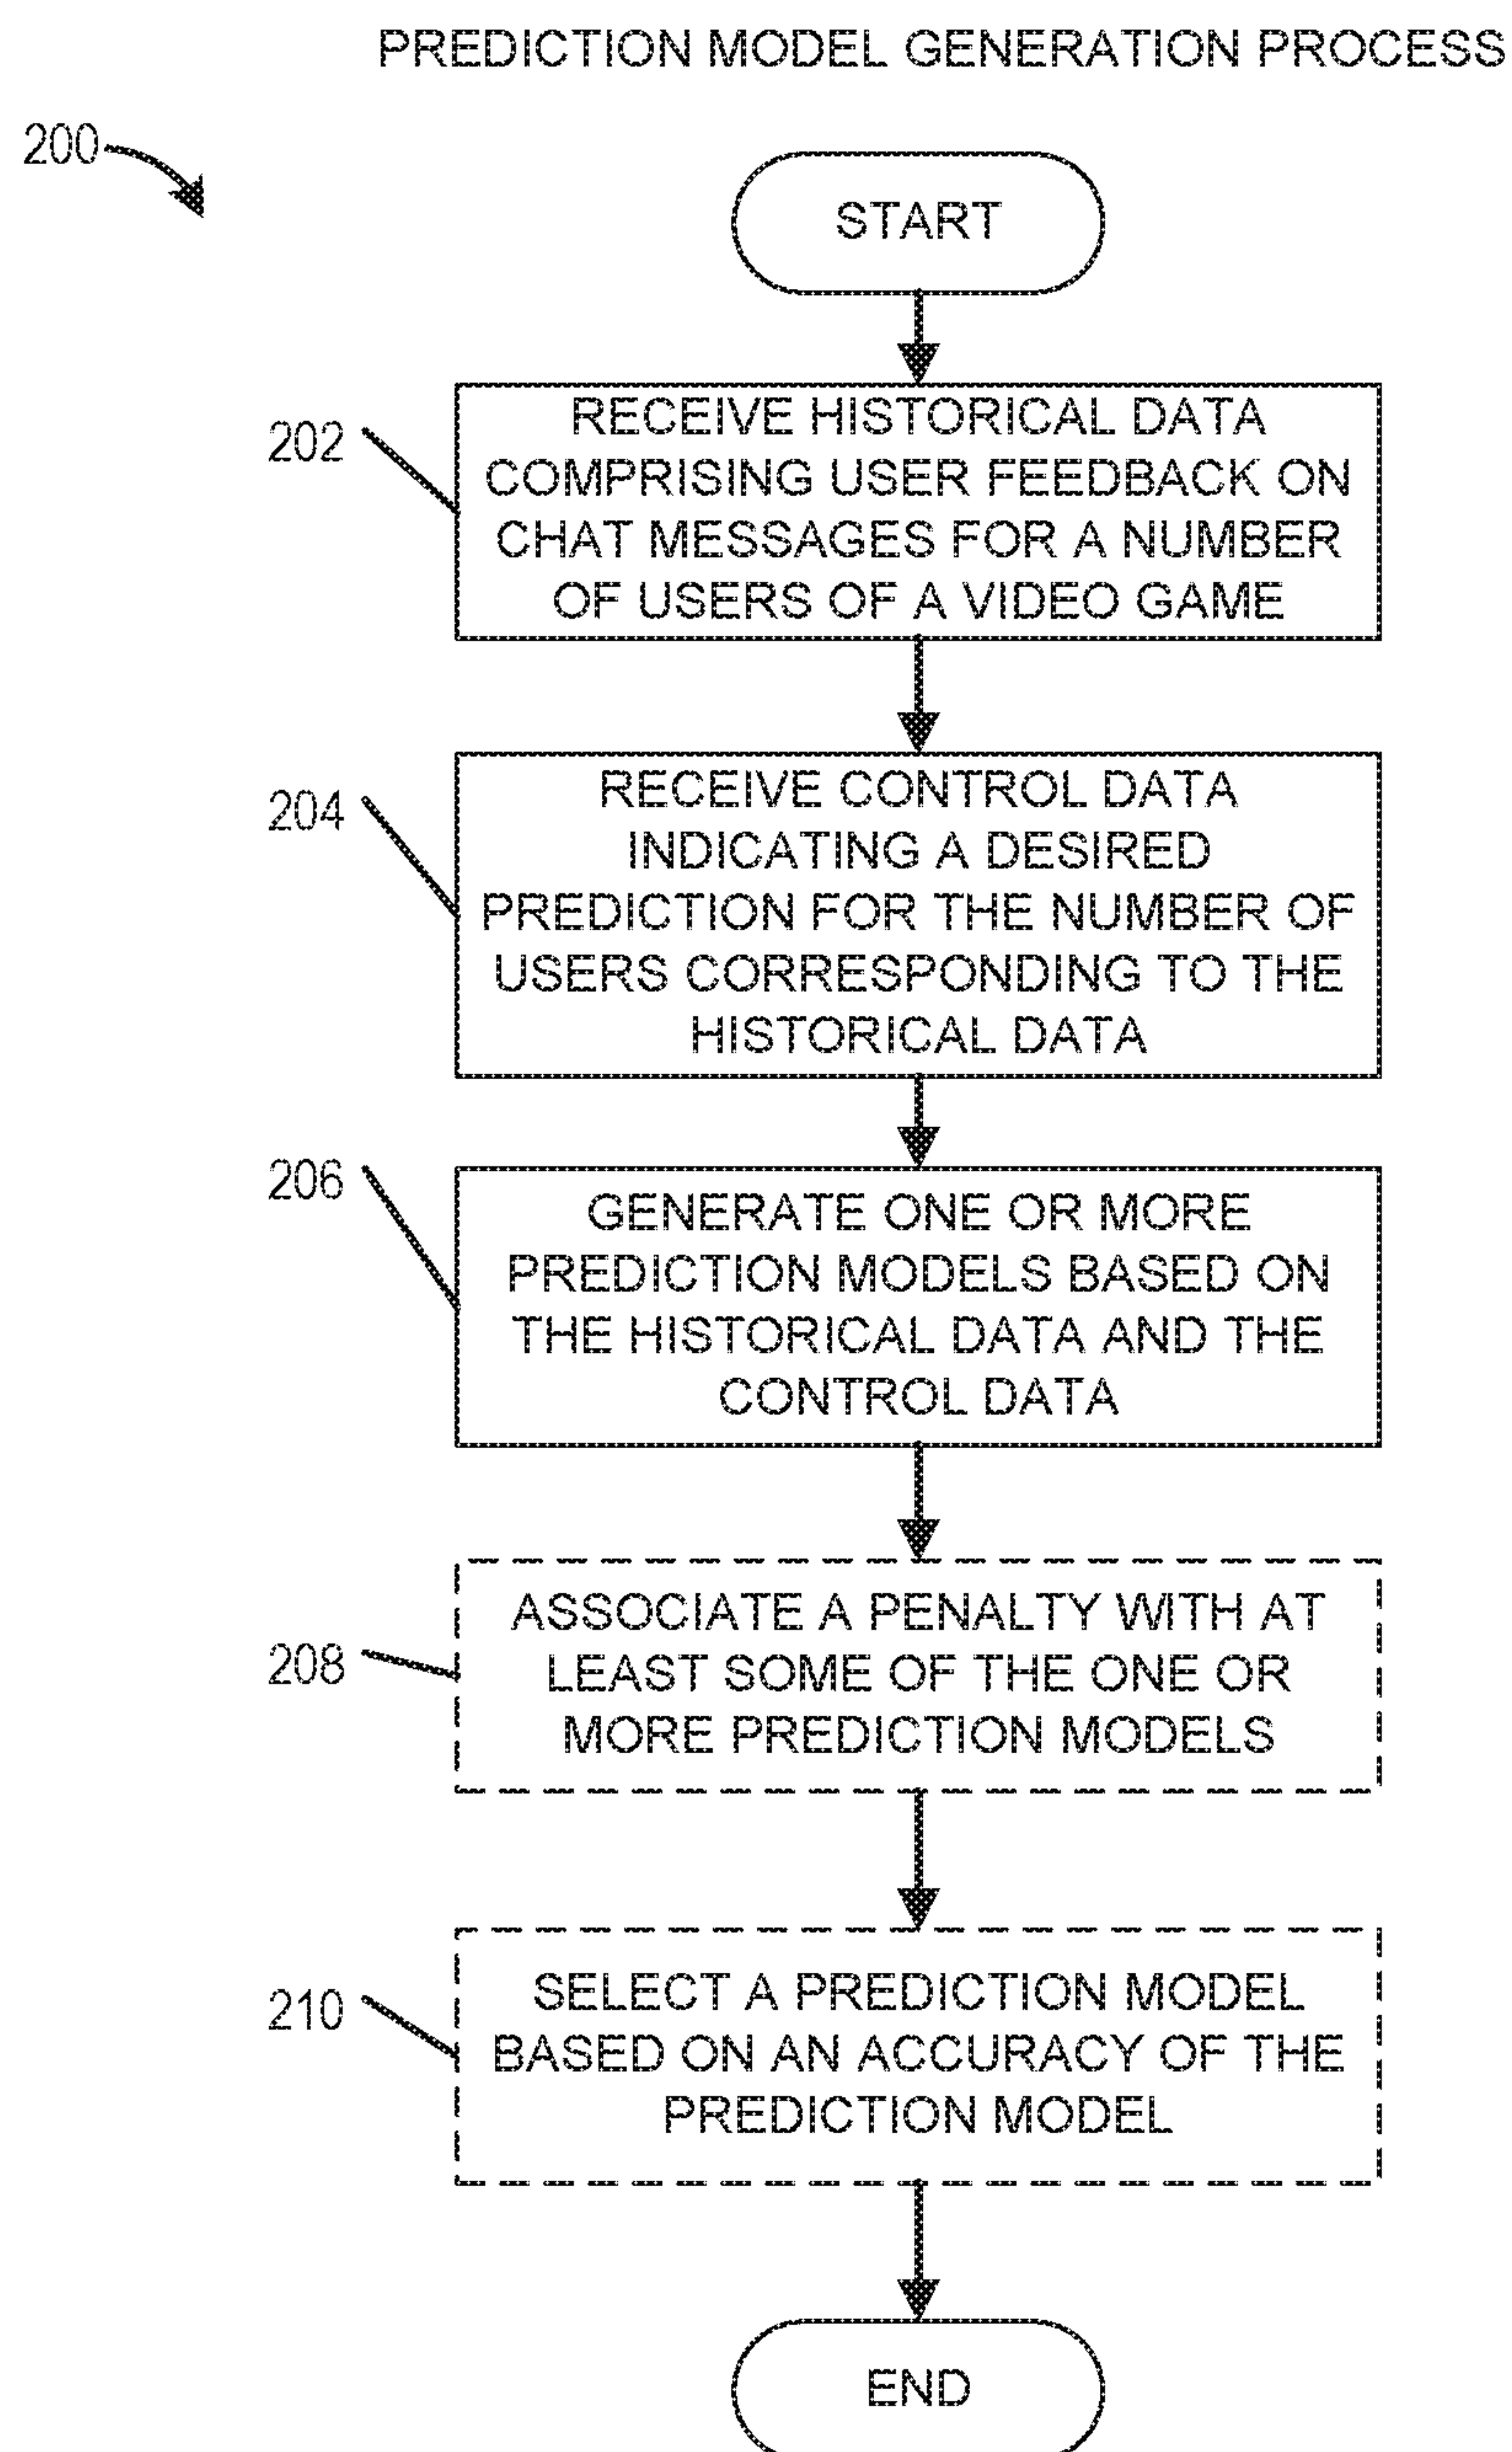 PREDICTION MODEL GENERATION PROCESS
200
START
202
RECEIVE HISTORICAL DATA
COMPRISING USER FEEDBACK ON
CHAT MESSAGES FOR A NUMBER
OF USERS OF A VIDEO GAME
204
RECEIVE CONTROL DATA
INDICATING A DESIRED
PREDICTION FOR THE NUMBER OF
USERS CORRESPONDING TO THE
HISTORICAL DATA
206
GENERATE ONE OR MORE
PREDICTION MODELS BASED ON
THE HISTORICAL DATA AND THE
CONTROL DATA
208
ASSOCIATE A PENALTY WITH AT
LEAST SOME OF THE ONE OR
MORE PREDICTION MODELS
210
SELECT A PREDICTION MODEL
BASED ON AN ACCURACY OF THE
PREDICTION MODEL
END